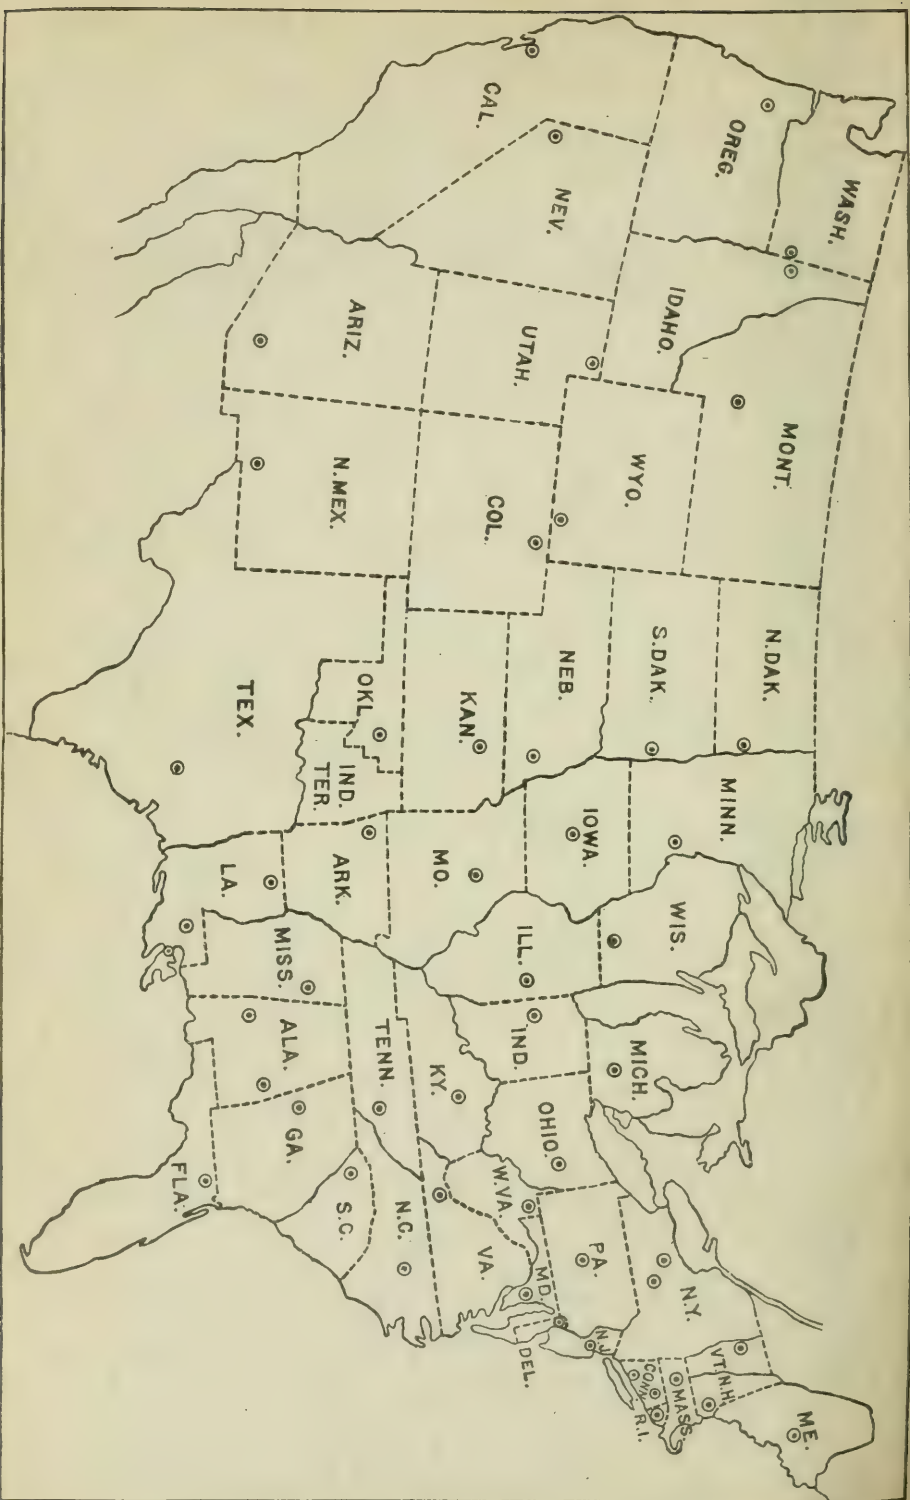 WASH.
OREG.
CAL.
NEV.
IDAHO.
MONT.
WYO.
UTAH.
COL.
ARIZ.
N.MEX.
N.DAK.
S.DAK.
NEB.
KAN.
OKL.
IND.
TER.
TEX.
MINN.
IOWA.
MO.
ARK.
LA.
WIS.
ILL.
MICH.
IND.
OHIO.
KY.
TENN.
MISS.
ALA.
GA.
FLA.
S.C.
N.C.
VA.
W.VA.
MD.
DEL.
PA.
N.J.
N.Y.
CONN.
R.I.
MASS.
VT.
N.H.
ME.